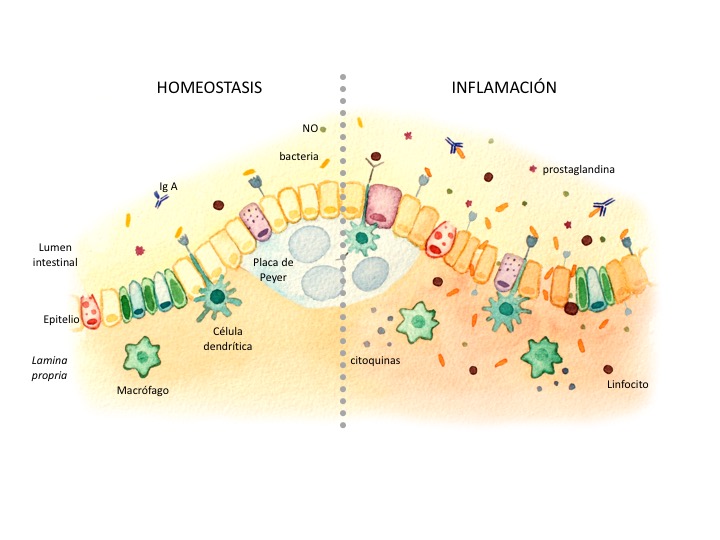 HOMEOSTASIS
INFLAMACIÓN
NO
bacteria
prostaglandina
Ig A
Lumen
intestinal
Placa de
Peyer
Epitelio
Célula
dendrítica
Lamina
propria
citoquinas
Macrófago
Linfocito